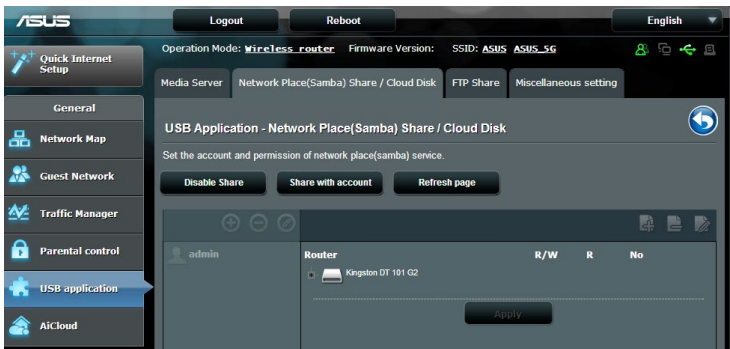 ASUS
Logout
Reboot
English
Quick Internet
Setup
Operation Mode: Wireless router Firmware Version: SSID: ASUS ASUS_5G
Media Server
Network Place(Samba) Share / Cloud Disk
FTP Share
Miscellaneous setting
General
Network Map
Guest Network
Traffic Manager
Parental control
USB application
AiCloud
USB Application - Network Place(Samba) Share / Cloud Disk
Set the account and permission of network place(samba) service.
Disable Share
Share with account
Refresh page
admin
Router R/W R No
Kingston DT 101 G2
Apply